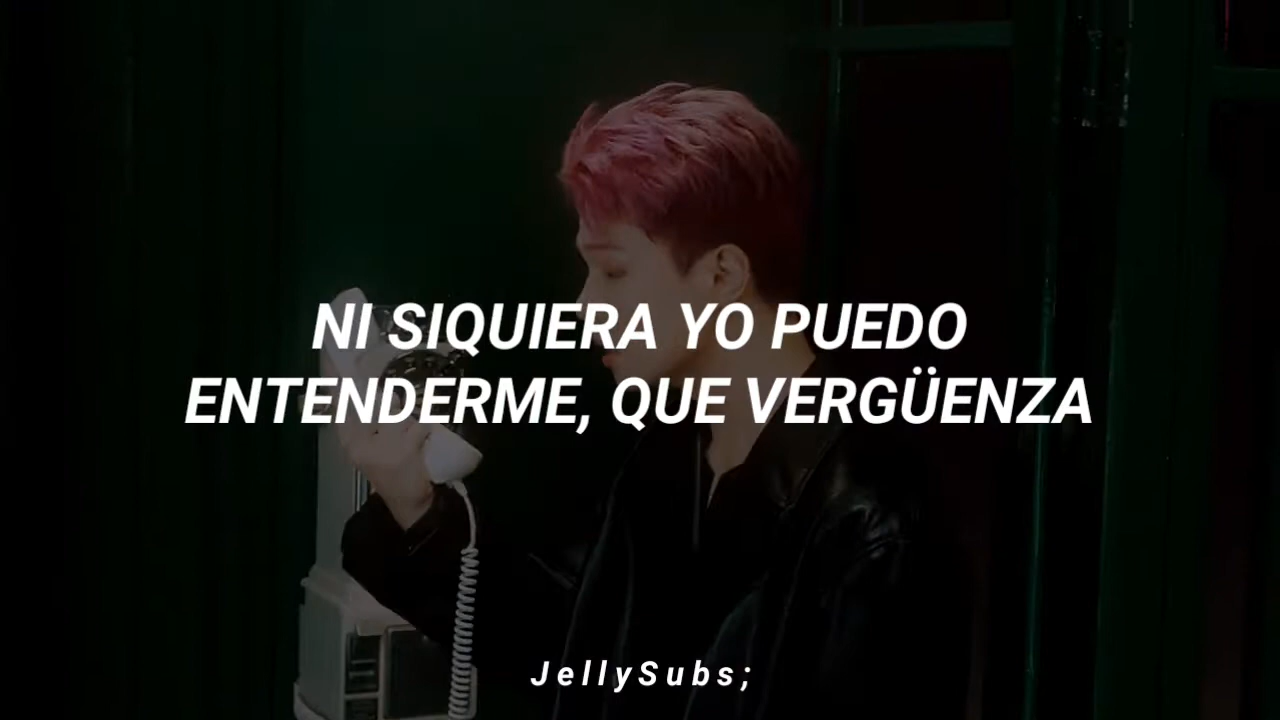 NI SIQUIERA YO PUEDO
ENTENDERME, QUE VERGÜENZA
JellySubs;